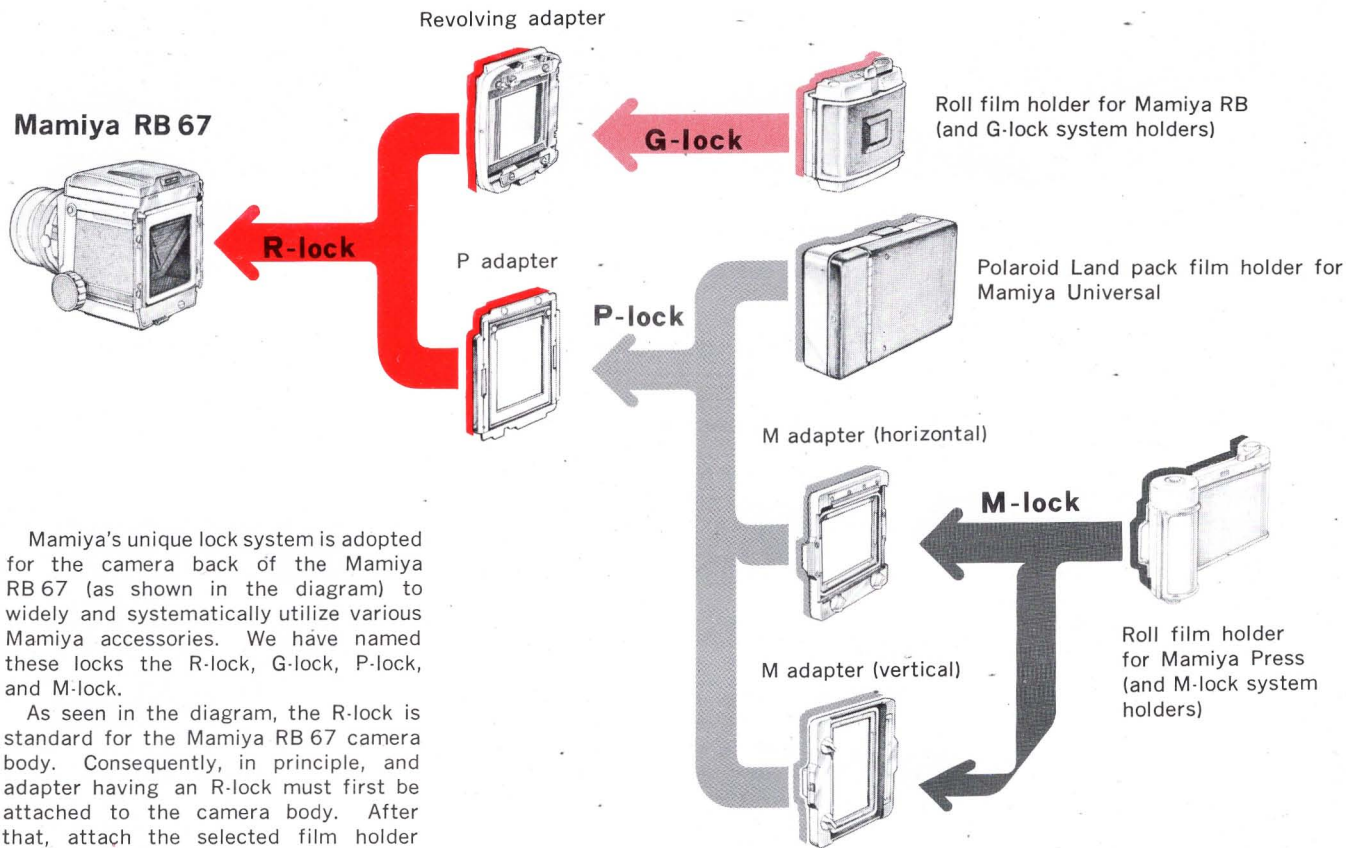 Revolving adapter
Mamiya RB 67
G-lock
Roll film holder for Mamiya RB
(and G-lock system holders)
R-lock
P adapter
P-lock
Polaroid Land pack film holder for
Mamiya Universal
M adapter (horizontal)
M-lock
Roll film holder
for Mamiya Press
(and M-lock system
holders)
M adapter (vertical)
Mamiya's unique lock system is adopted
for the camera back of the Mamiya
RB 67 (as shown in the diagram) to
widely and systematically utilize various
Mamiya accessories. We have named
these locks the R-lock, G-lock, P-lock,
and M-lock.
As seen in the diagram, the R-lock is
standard for the Mamiya RB 67 camera
body. Consequently, in principle, and
adapter having an R-lock must first be
attached to the camera body. After
that, attach the selected film holder